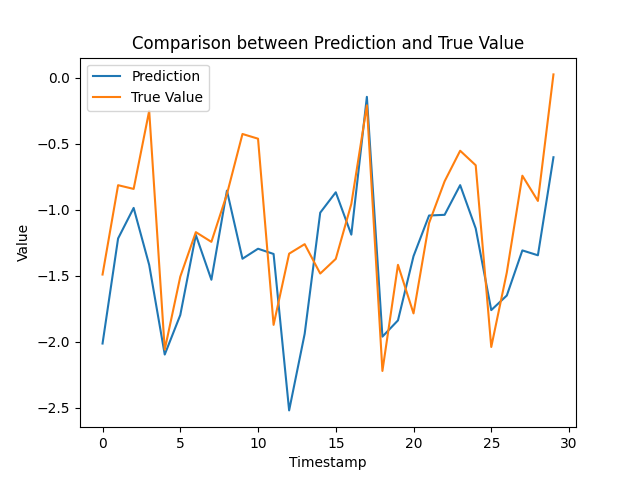 Comparison between Prediction and True Value
Prediction
True Value
0.0
−0.5
−1.0
−1.5
−2.0
−2.5
Value
0 5 10 15 20 25 30
Timestamp